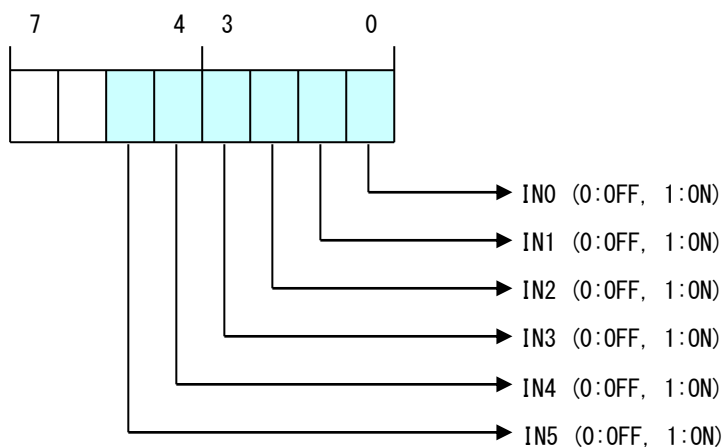 7 4 3 0
IN0 (0:OFF, 1:ON)
IN1 (0:OFF, 1:ON)
IN2 (0:OFF, 1:ON)
IN3 (0:OFF, 1:ON)
IN4 (0:OFF, 1:ON)
IN5 (0:OFF, 1:ON)